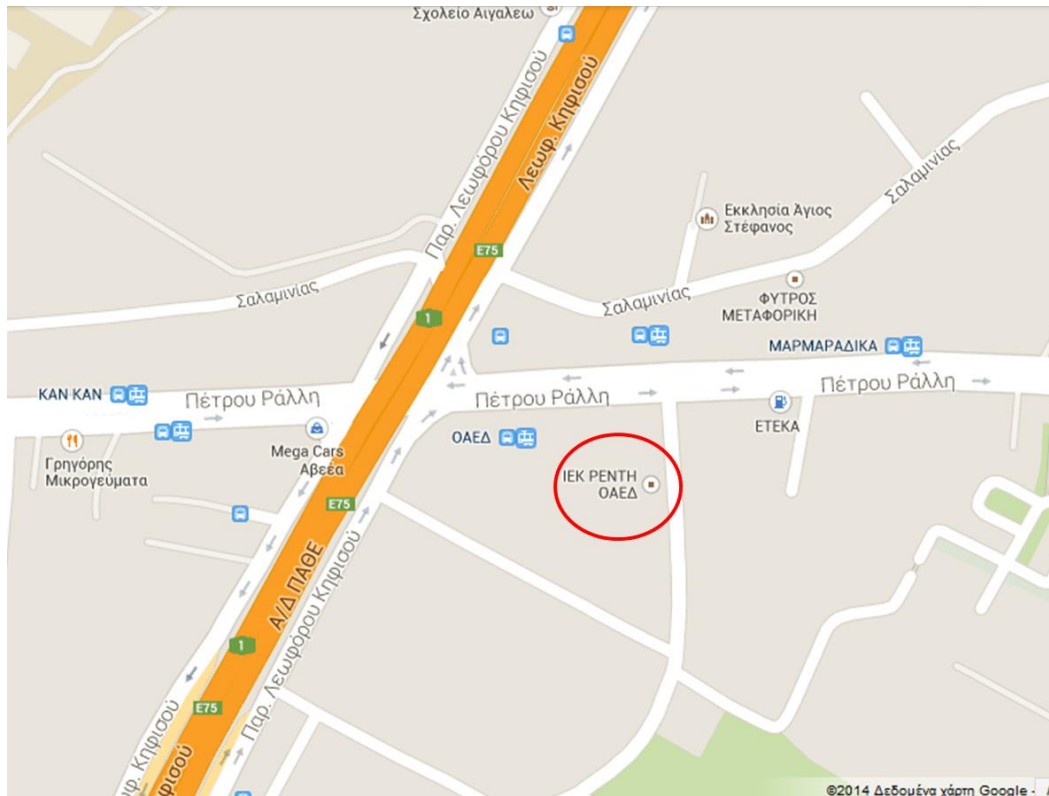 Σχολείο Αιγαλεω
Παρ. Λεωφόρου Κηφισού
Λεωφ. Κηφισού
Σαλαμινίας
Εκκλησία Άγιος
Στέφανος
E75
Σαλαμινίας
Σαλαμινίας
ΦΥΤΡΟΣ
ΜΕΤΑΦΟΡΙΚΗ
1
ΜΑΡΜΑΡΑΔΙΚΑ
ΚΑΝ ΚΑΝ
Πέτρου Ράλλη
Πέτρου Ράλλη
Πέτρου Ράλλη
ΕΤΕΚΑ
Γρηγόρης
Μικρογεύματα
Mega Cars
Αβεέα
ΟΑΕΔ
ΙΕΚ ΡΕΝΤΗ
ΟΑΕΔ
E75
Α/Δ ΠΑΘΕ
Παρ. Λεωφόρου Κηφισού
1
E75
φ. Κηφισού
φισού
©2014 Δεδομένα χάρτη Google -